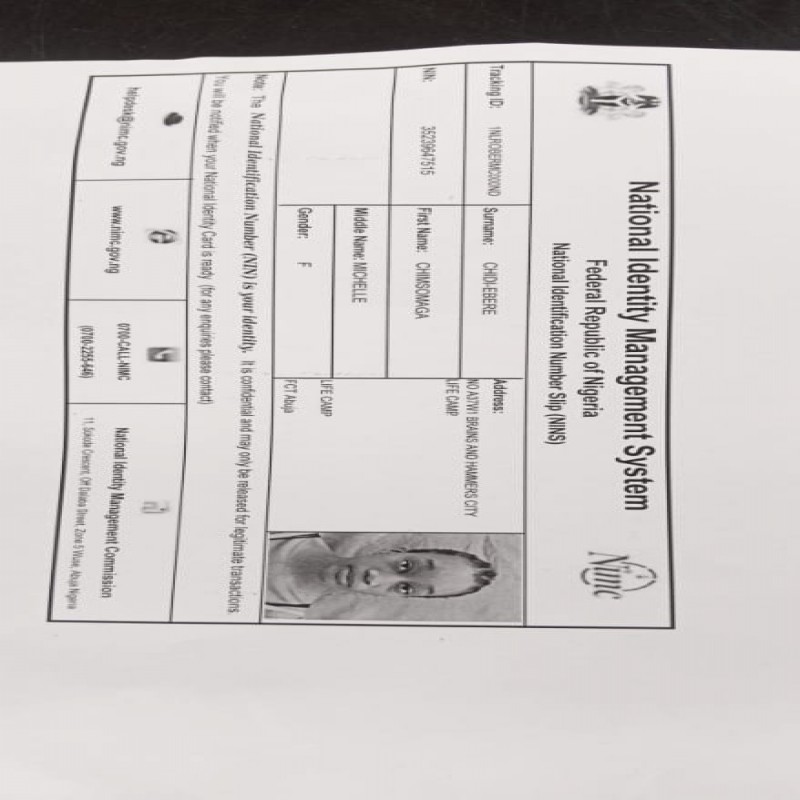 National Identity Management System
Federal Republic of Nigeria
National Identification Number Slip (NINS)
Nimc
Tracking ID:
Surname: CHIDI-EBERE
Address:
NO A37W1 BRAINS AND HAMMERS CITY
LIFE CAMP
NIN: 35239647515
First Name: CHIMSOMAGA
Middle Name: MICHELLE
LIFE CAMP
Gender: F
FCT Abuja
Note: The National Identification Number (NIN) is your identity. It is confidential and may only be released for legitimate transactions.
You will be notified when your National Identity Card is ready (for any enquiries please contact)
helpdesk@nimc.gov.ng
www.nimc.gov.ng
0700-CALL-NIMC
(0700-2255-646)
National Identity Management Commission
11, Sokode Crescent, Off Dalaba Street, Zone 5 Wuse, Abuja Nigeria